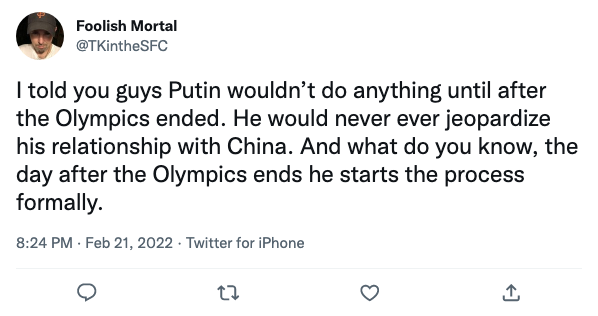 Foolish Mortal
@TKintheSFC
I told you guys Putin wouldn’t do anything until after
the Olympics ended. He would never ever jeopardize
his relationship with China. And what do you know, the
day after the Olympics ends he starts the process
formally.
8:24 PM · Feb 21, 2022 · Twitter for iPhone